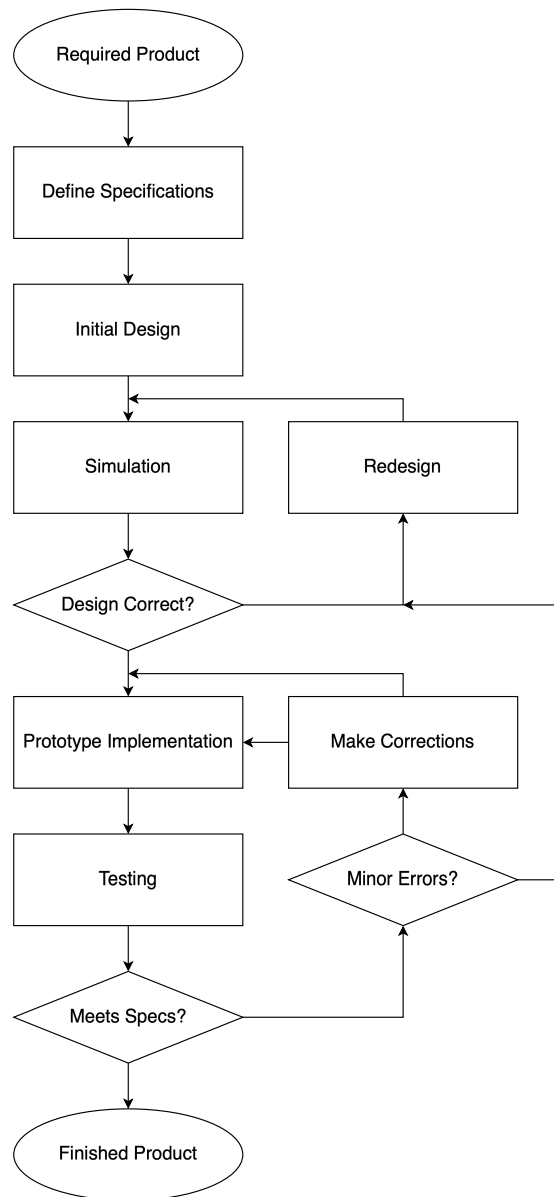 Required Product
Define Specifications
Initial Design
Simulation
Redesign
Design Correct?
Prototype Implementation
Make Corrections
Testing
Minor Errors?
Meets Specs?
Finished Product